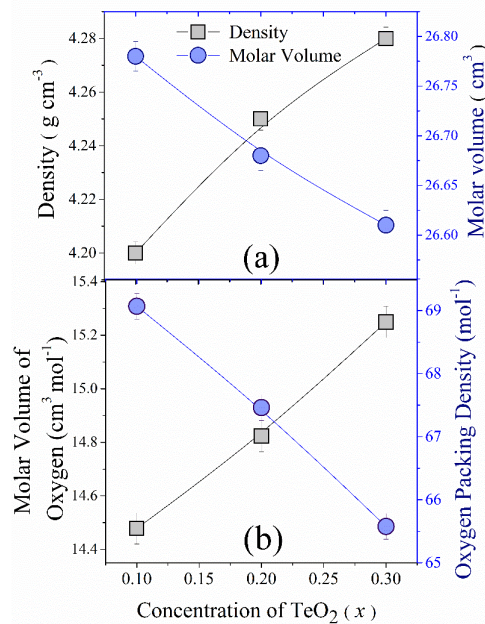 Density
Molar Volume
4.28
4.26
4.24
4.22
4.20
Density ( g cm-3)
26.80
26.75
26.70
26.65
26.60
Molar volume ( cm3)
(a)
15.4
15.2
15.0
14.8
14.6
14.4
Molar Volume of
Oxygen (cm3 mol-1)
69
68
67
66
65
Oxygen Packing Density (mol-1)
(b)
0.10 0.15 0.20 0.25 0.30
Concentration of TeO2 (x)